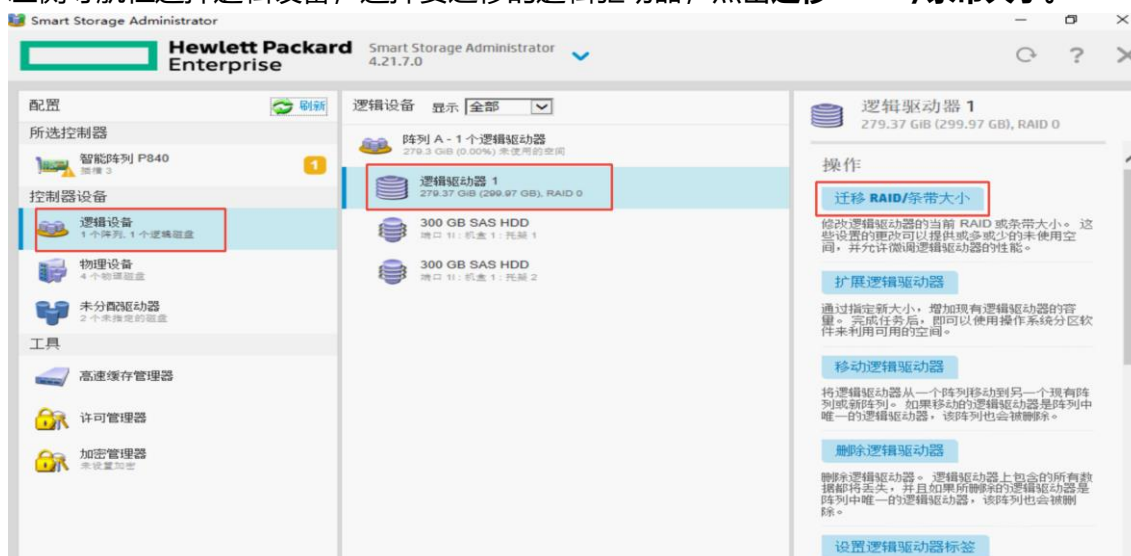 Smart Storage Administrator
Hewlett Packard
Enterprise
Smart Storage Administrator
4.21.7.0
配置
刷新
所选控制器
智能阵列 P840
插槽 3
1
控制器设备
逻辑设备
1 个阵列, 1 个逻辑磁盘
物理设备
4 个物理磁盘
未分配驱动器
2 个未指定的磁盘
工具
高速缓存管理器
许可管理器
加密管理器
未设置加密
逻辑设备 显示 全部
阵列 A - 1 个逻辑驱动器
279.3 GiB (0.00%) 未使用的空间
逻辑驱动器 1
279.37 GiB (299.97 GB), RAID 0
300 GB SAS HDD
端口 1I : 机盒 1 : 托架 1
300 GB SAS HDD
端口 1I : 机盒 1 : 托架 2
逻辑驱动器 1
279.37 GiB (299.97 GB), RAID 0
操作
迁移 RAID/条带大小
修改逻辑驱动器的当前 RAID 或条带大小。 这
些设置的更改可以提供或多或少的未使用空
间，并允许微调逻辑驱动器的性能。
扩展逻辑驱动器
通过指定新大小，增加现有逻辑驱动器的容
量。 完成任务后，即可以使用操作系统分区软
件来利用可用的空间。
移动逻辑驱动器
将逻辑驱动器从一个阵列移动到另一个现有阵
列或新阵列。 如果移动的逻辑驱动器是阵列中
唯一的逻辑驱动器，该阵列也会被删除。
删除逻辑驱动器
删除逻辑驱动器。 逻辑驱动器上包含的所有数
据都将丢失，并且如果所删除的逻辑驱动器是
阵列中唯一的逻辑驱动器，该阵列也会被删
除。
设置逻辑驱动器标签